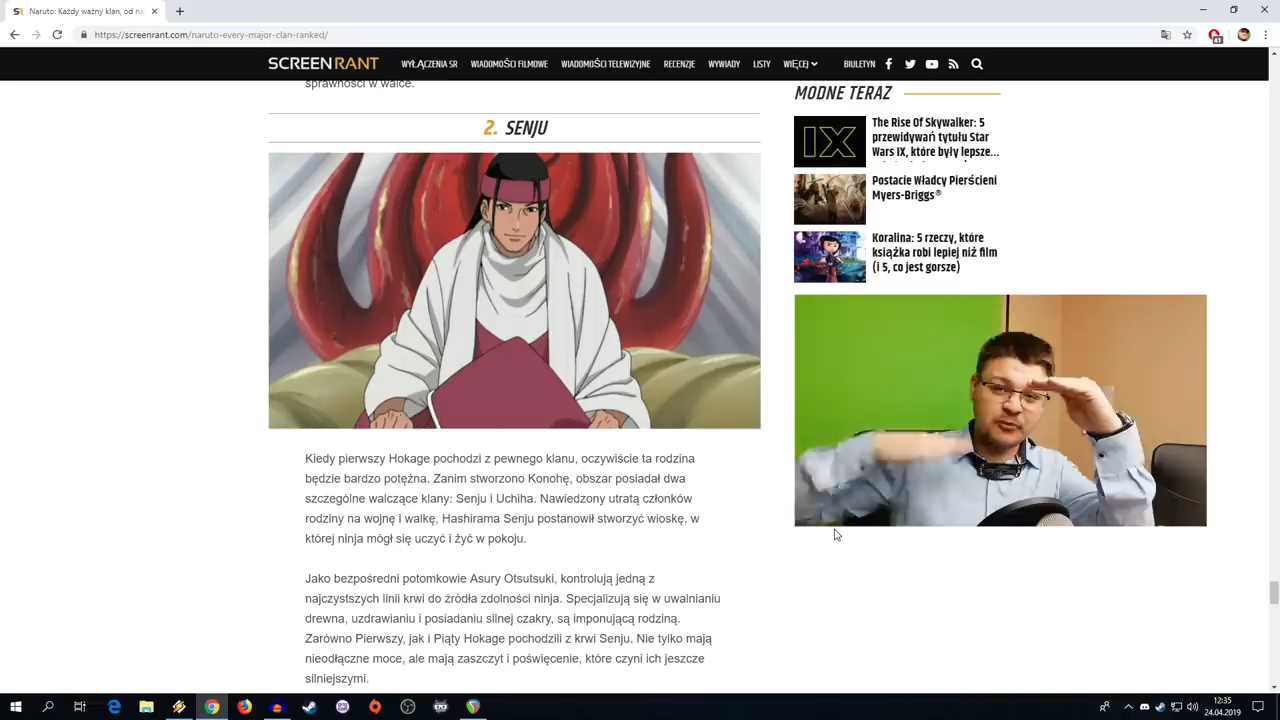 Naruto: Każdy ważny klan, od na
https://screenrant.com/naruto-every-major-clan-ranked/
41
SCREENRANT
WYŁĄCZENIA SR
WIADOMOŚCI FILMOWE
WIADOMOŚCI TELEWIZYJNE
RECENZJE
WYWIADY
LISTY
WIĘCEJ
BIULETYN
sprawności w walce.
2. SENJU
Kiedy pierwszy Hokage pochodzi z pewnego klanu, oczywiście ta rodzina
będzie bardzo potężna. Zanim stworzono Konohę, obszar posiadał dwa
szczególne walczące klany: Senju i Uchiha. Nawiedzony utratą członków
rodziny na wojnę i walkę, Hashirama Senju postanowił stworzyć wioskę, w
której ninja mógł się uczyć i żyć w pokoju.
Jako bezpośredni potomkowie Asury Otsutsuki, kontrolują jedną z
najczystszych linii krwi do źródła zdolności ninja. Specjalizują się w uwalnianiu
drewna, uzdrawianiu i posiadaniu silnej czakry, są imponującą rodziną.
Zarówno Pierwszy, jak i Piąty Hokage pochodzili z krwi Senju. Nie tylko mają
nieodłączne moce, ale mają zaszczyt i poświęcenie, które czyni ich jeszcze
silniejszymi.
MODNE TERAZ
IX
The Rise Of Skywalker: 5
przewidywań tytułu Star
Wars IX, które były lepsze...
Postacie Władcy Pierścieni
Myers-Briggs®
Koralina: 5 rzeczy, które
książka robi lepiej niż film
(i 5, co jest gorsze)
12:35
24.04.2019